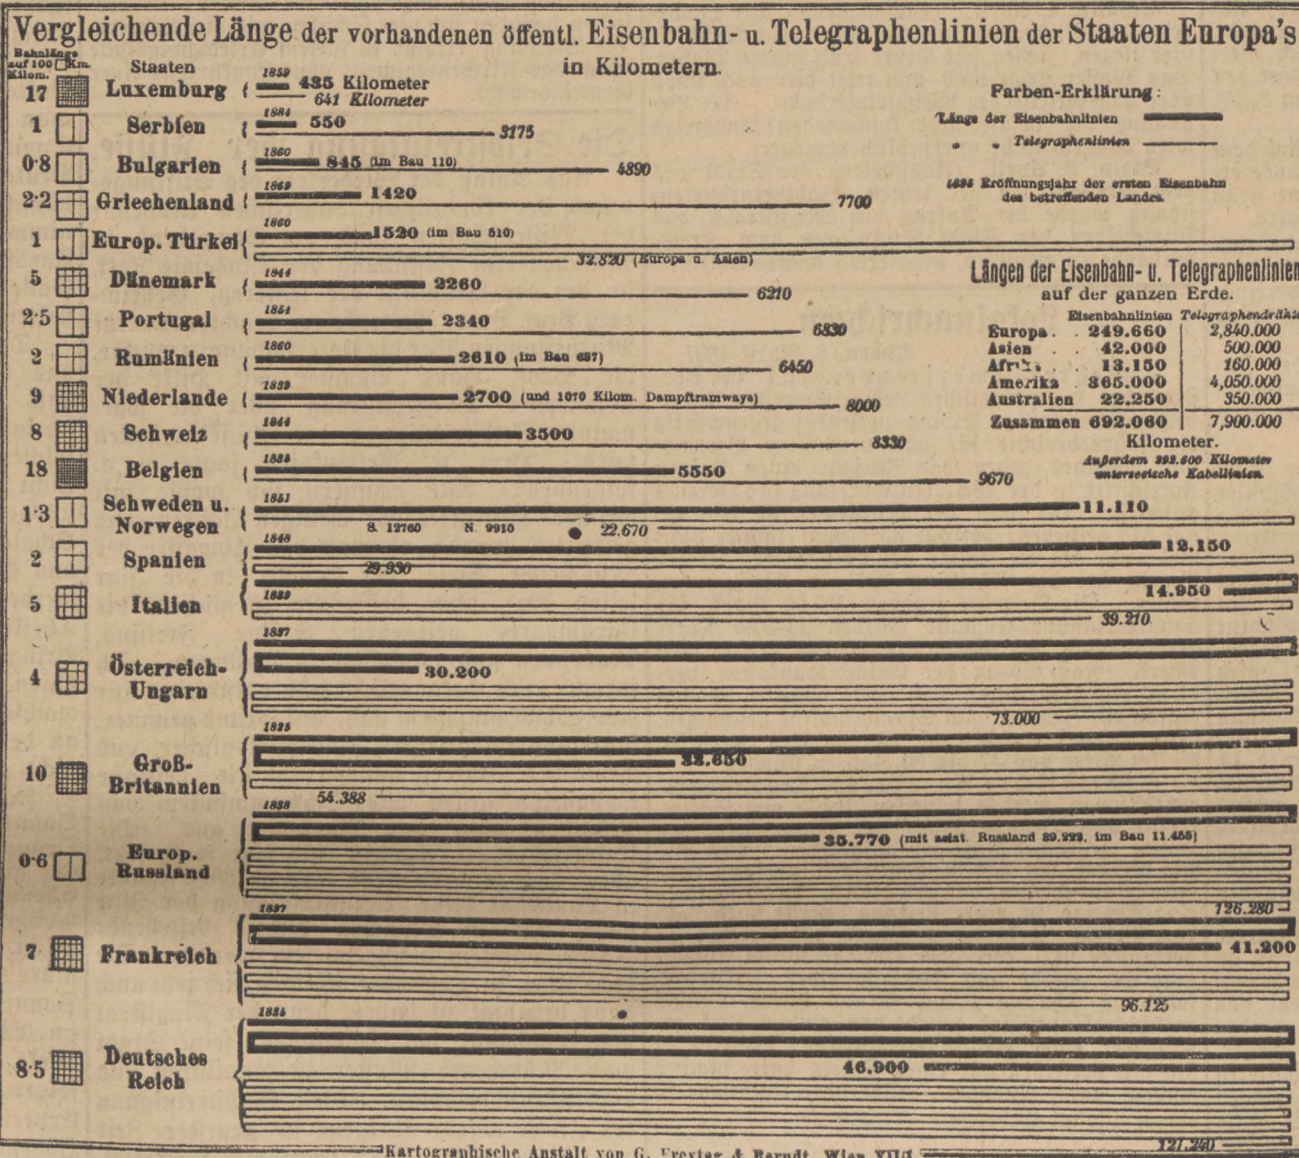 Vergleichende Länge der vorhandenen öffentl. Eisenbahn- u. Telegraphenlinien der Staaten Europa's
in Kilometern.
Bahnlänge
auf 100 □Km.
Kilom.
Staaten
17 Luxemburg 1859 435 Kilometer
641 Kilometer
1 Serbien 1884 550
3175
0·8 Bulgarien 1860 845 (im Bau 110)
4890
2·2 Griechenland 1869 1420
7700
1 Europ. Türkei 1860 1520 (im Bau 510)
32.820 (Europa u. Asien)
5 Dänemark 1844 2260
6210
2·5 Portugal 1854 2340
6830
2 Rumänien 1860 2610 (im Bau 687)
6450
9 Niederlande 1839 2700 (und 1070 Kilom. Dampftramways)
8000
8 Schweiz 1844 3500
8330
18 Belgien 1835 5550
9670
1·3 Schweden u. Norwegen 1851 11.110
S. 12760 N. 9910 22.670
2 Spanien 1848 12.150
29.930
5 Italien 1839 14.950
39.210
4 Österreich-Ungarn 1837 30.200
73.000
10 Groß-Britannien 1825 33.650
54.388
0·6 Europ. Russland 1838 35.770 (mit asiat. Russland 39.999, im Bau 11.455)
126.280
7 Frankreich 1837 41.200
96.125
8·5 Deutsches Reich 1835 46.900
127.240
Farben-Erklärung:
Länge der Eisenbahnlinien
" " Telegraphenlinien
1835 Eröffnungsjahr der ersten Eisenbahn
des betreffenden Landes.
Längen der Eisenbahn- u. Telegraphenlinien
auf der ganzen Erde.
Eisenbahnlinien Telegraphendrähte
Europa . 249.660 2,840.000
Asien . . 42.000 500.000
Afrika . 13.150 160.000
Amerika . 365.000 4,050.000
Australien 22.250 350.000
Zusammen 692.060 7,900.000
Kilometer.
Außerdem 292.600 Kilometer
unterseeische Kabellinien.
Kartographische Anstalt von G. Freytag & Berndt, Wien VII/1